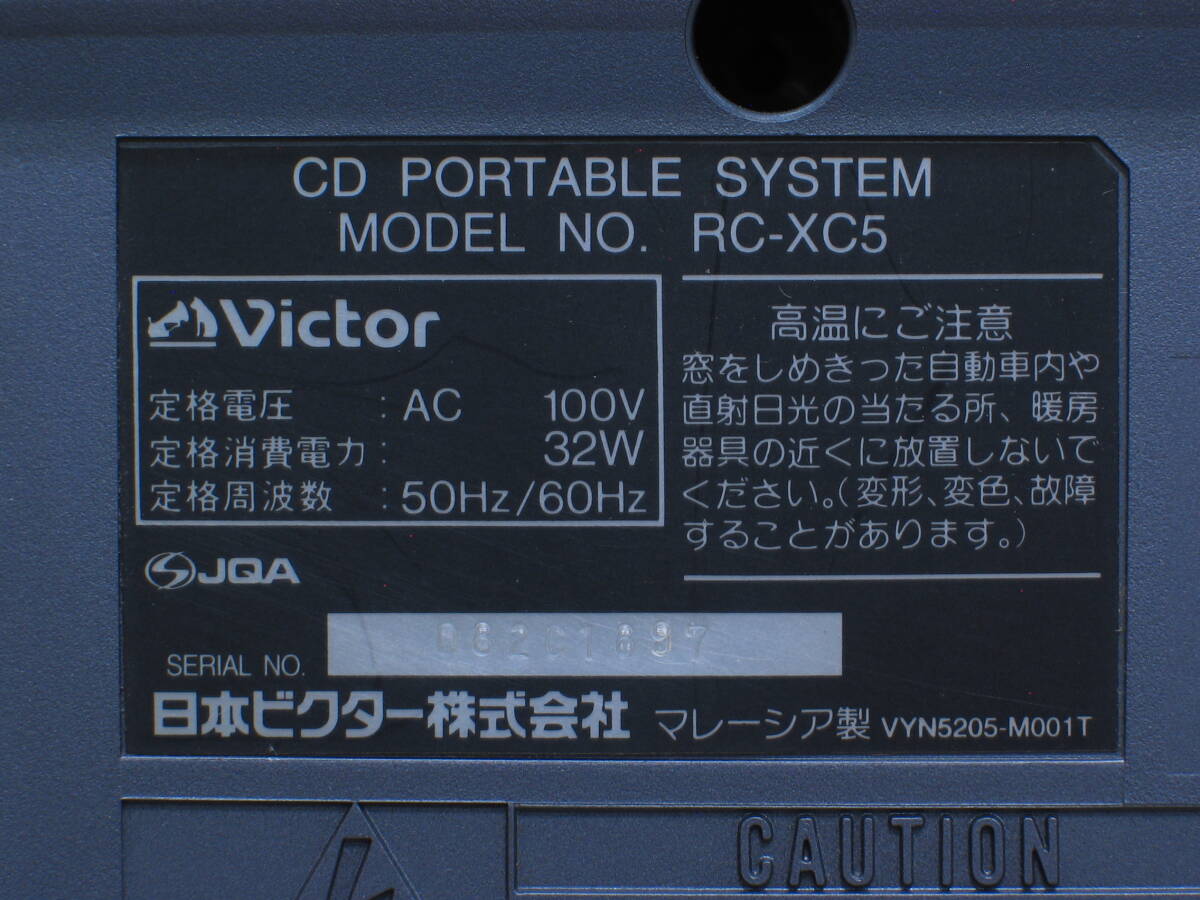 CD PORTABLE SYSTEM
MODEL NO. RC-XC5
Victor
定格電圧 : AC 100V
定格消費電力 : 32W
定格周波数 : 50Hz/60Hz
高温にご注意
窓をしめきった自動車内や
直射日光の当たる所、暖房
器具の近くに放置しないで
ください。(変形、変色、故障
することがあります。)
JQA
SERIAL NO.
日本ビクター株式会社 マレーシア製 VYN5205-M001T
CAUTION